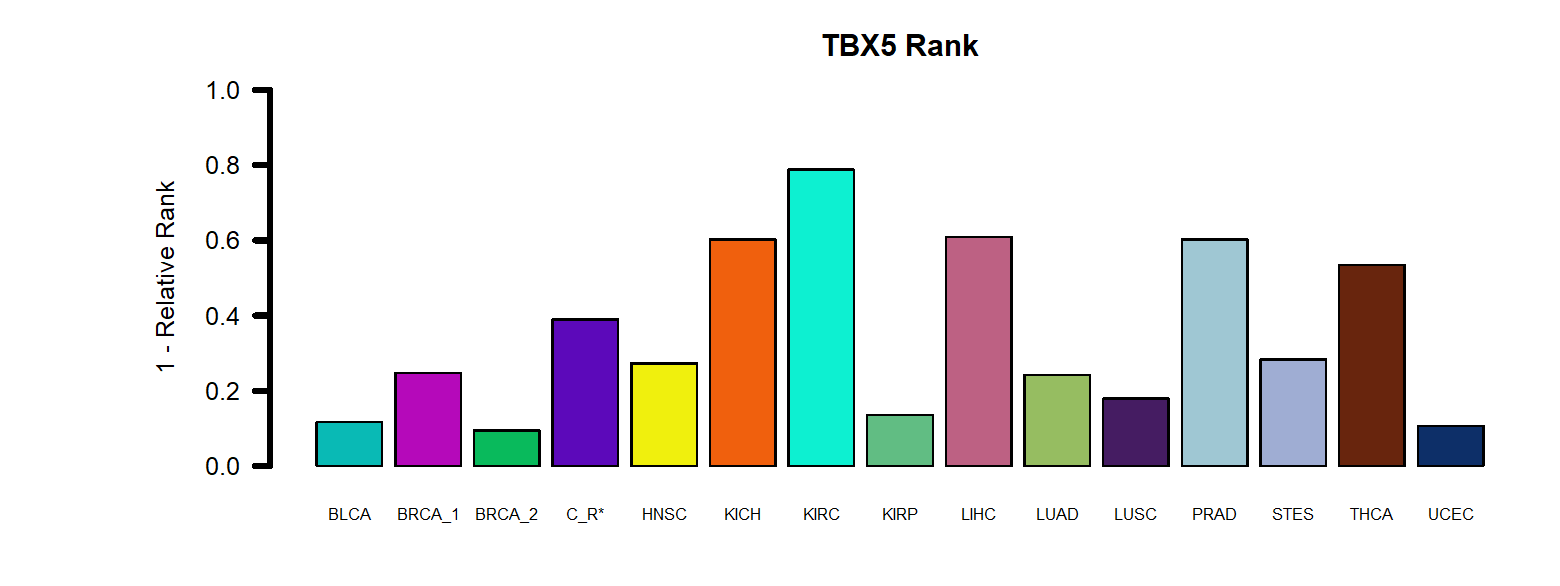 TBX5 Rank
1.0
0.8
0.6
0.4
0.2
0.0
1 - Relative Rank
BLCA BRCA_1 BRCA_2 C_R* HNSC KICH KIRC KIRP LIHC LUAD LUSC PRAD STES THCA UCEC